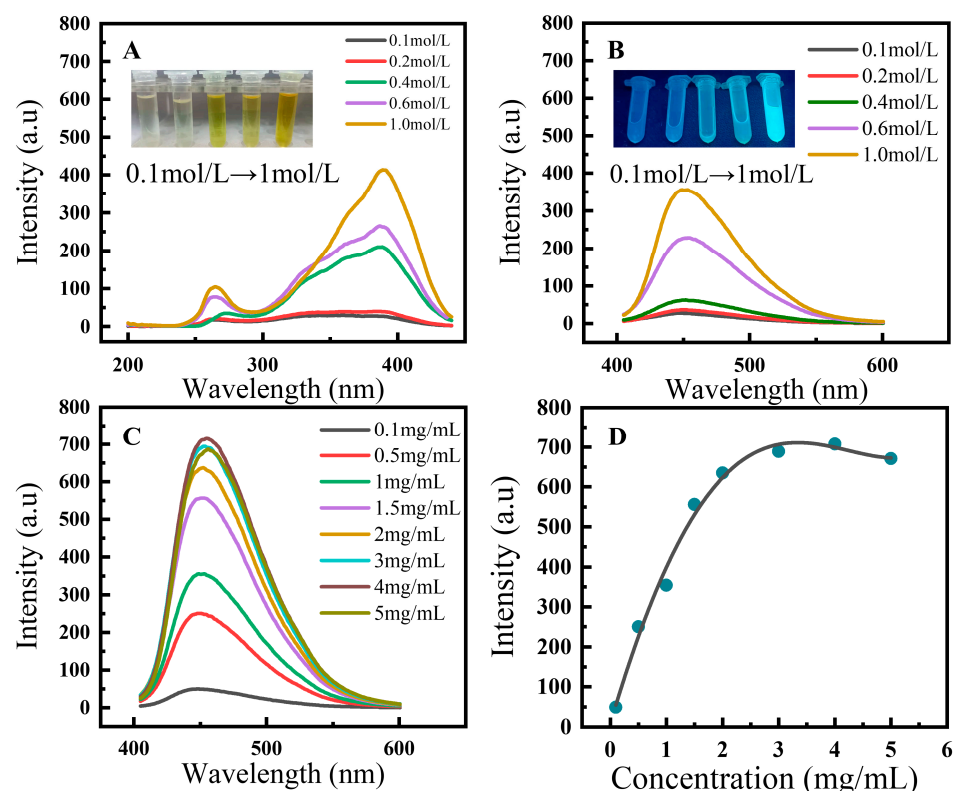 A
0.1mol/L
0.2mol/L
0.4mol/L
0.6mol/L
1.0mol/L
0.1mol/L→1mol/L
800
700
600
500
400
300
200
100
0
Intensity (a.u)
200
300
400
Wavelength (nm)
B
0.1mol/L
0.2mol/L
0.4mol/L
0.6mol/L
1.0mol/L
0.1mol/L→1mol/L
800
700
600
500
400
300
200
100
0
Intensity (a.u)
400
500
600
Wavelength (nm)
C
0.1mg/mL
0.5mg/mL
1mg/mL
1.5mg/mL
2mg/mL
3mg/mL
4mg/mL
5mg/mL
800
700
600
500
400
300
200
100
0
Intensity (a.u)
400
500
600
Wavelength (nm)
D
800
700
600
500
400
300
200
100
0
Intensity (a.u)
0
1
2
3
4
5
6
Concentration (mg/mL)